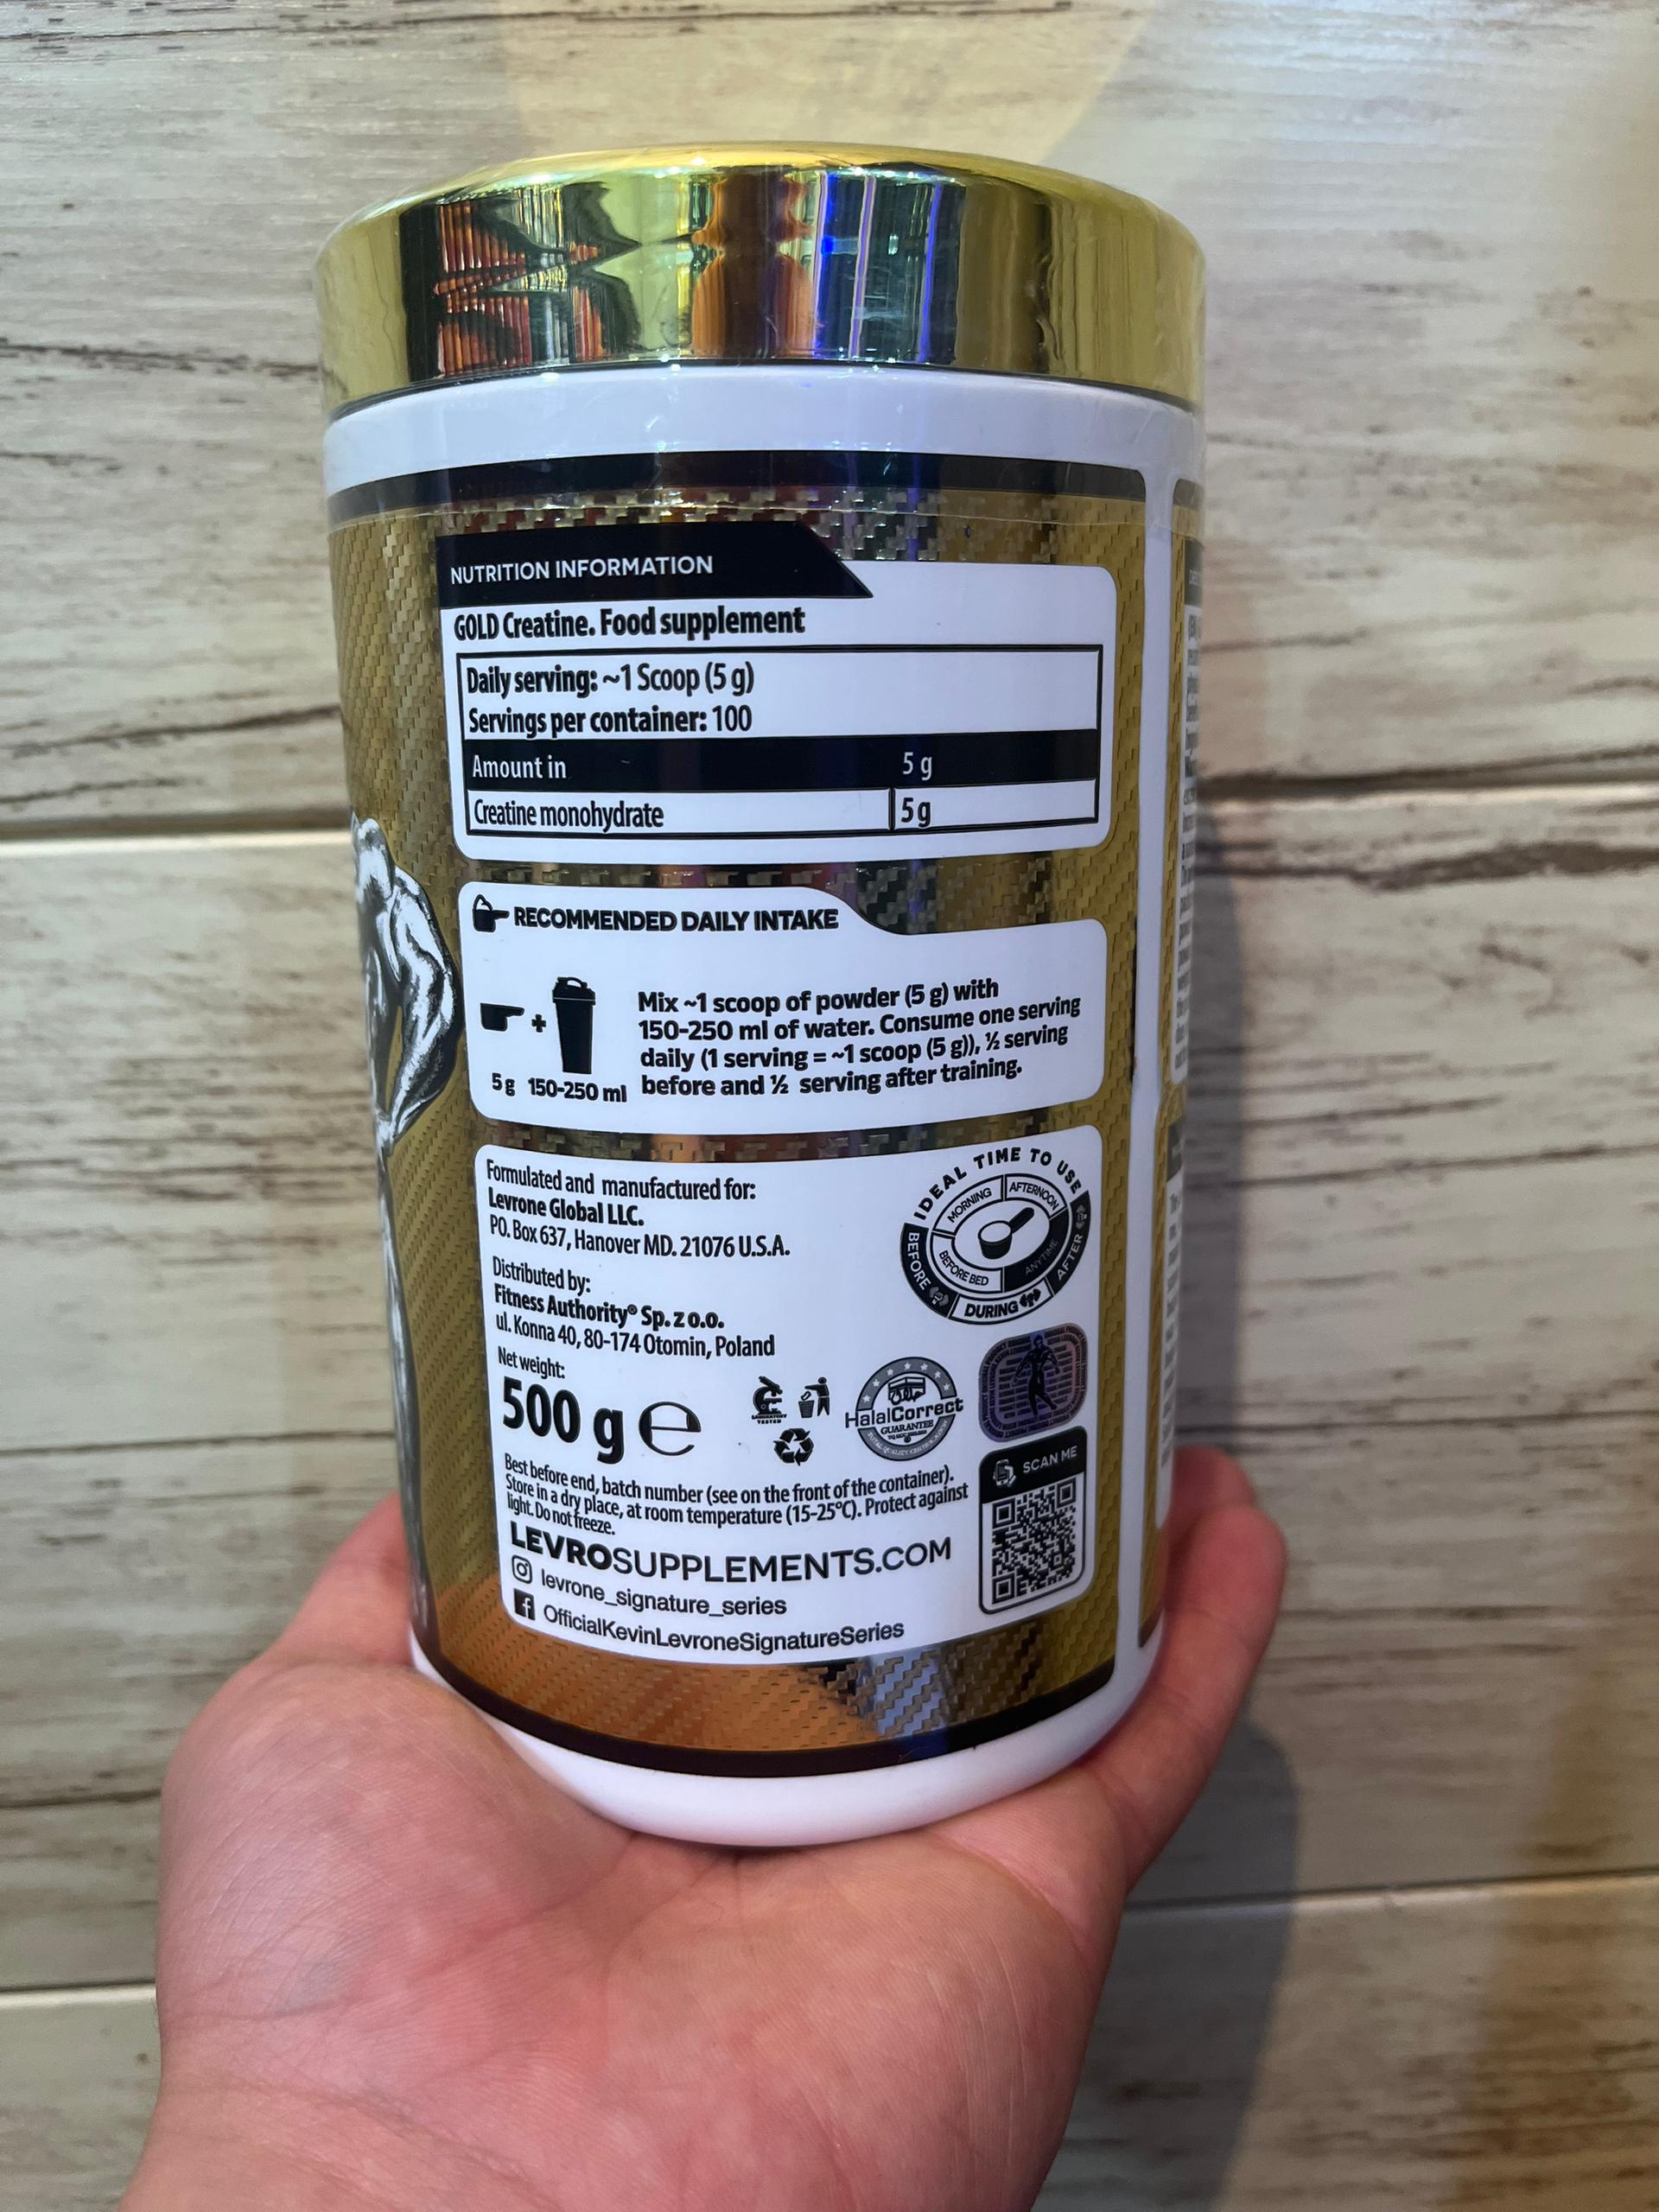 NUTRITION INFORMATION
GOLD Creatine. Food supplement
Daily serving: ~1 Scoop (5 g)
Servings per container: 100
Amount in 5 g
Creatine monohydrate 5 g
RECOMMENDED DAILY INTAKE
Mix ~1 scoop of powder (5 g) with
150-250 ml of water. Consume one serving
daily (1 serving = ~1 scoop (5 g)), ½ serving
before and ½ serving after training.
+
5 g 150-250 ml
Formulated and manufactured for:
Levrone Global LLC.
PO. Box 637, Hanover MD. 21076 U.S.A.
Distributed by:
Fitness Authority® Sp. z o.o.
ul. Konna 40, 80-174 Otomin, Poland
Net weight:
500 g ℮
IDEAL TIME TO USE
MORNING
AFTERNOON
BEFORE BED
ANYTIME
BEFORE
DURING
AFTER
LABORATORY
TESTED
HalalCorrect
GUARANTEE
SCAN ME
Best before end, batch number (see on the front of the container).
Store in a dry place, at room temperature (15-25°C). Protect against
light. Do not freeze.
LEVROSUPPLEMENTS.COM
levrone_signature_series
OfficialKevinLevroneSignatureSeries